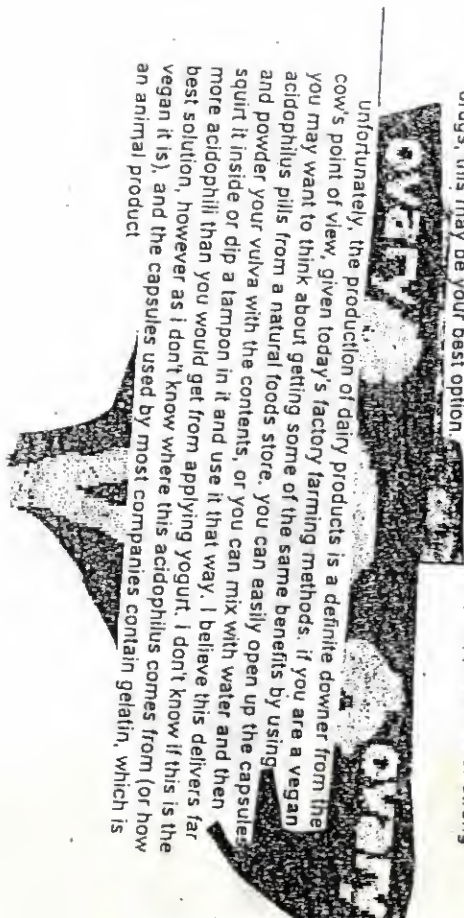 drugs, this may be your best option
OVARY
unfortunately, the production of dairy products is a definite downer from the
cow's point of view, given today's factory farming methods. if you are a vegan
you may want to think about getting some of the same benefits by using
acidophilus pills from a natural foods store. you can easily open up the capsules
and powder your vulva with the contents, or you can mix with water and then
squirt it inside or dip a tampon in it and use it that way. I believe this delivers far
more acidophili than you would get from applying yogurt. i don't know if this is the
best solution, however as i don't know where this acidophilus comes from (or how
vegan it is), and the capsules used by most companies contain gelatin, which is
an animal product